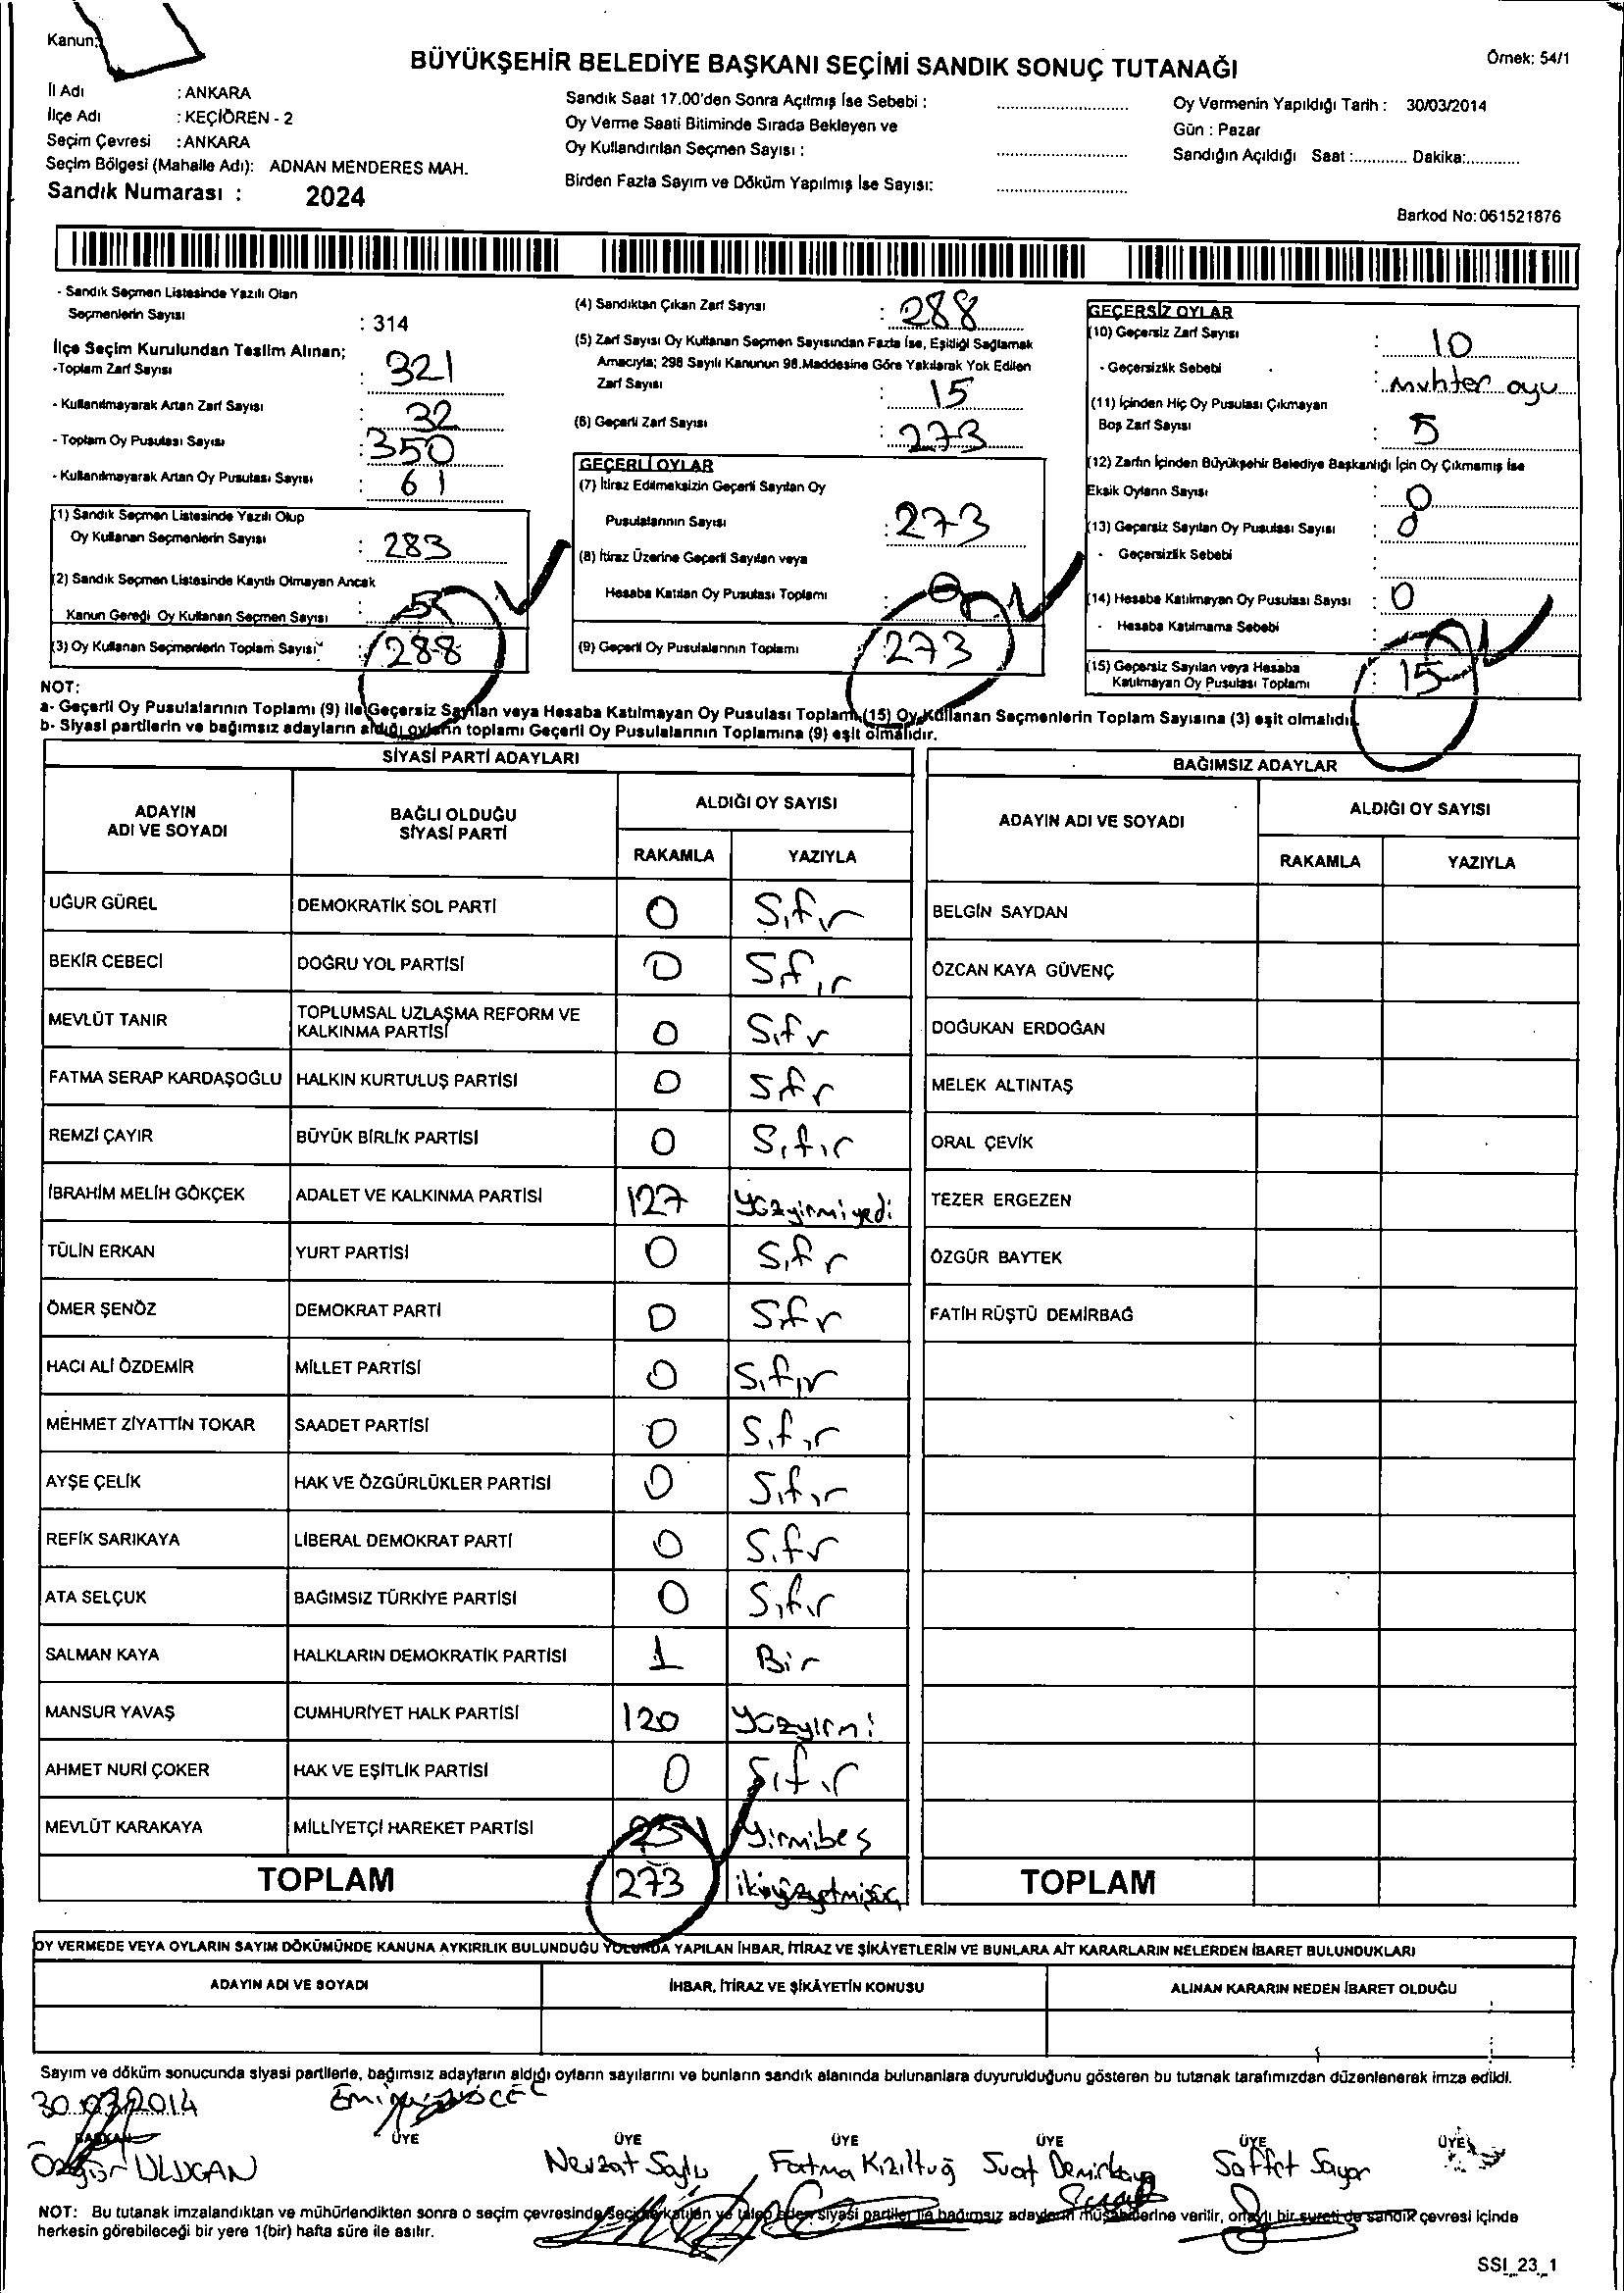 Kanun:
BÜYÜKŞEHİR BELEDİYE BAŞKANI SEÇİMİ SANDIK SONUÇ TUTANAĞI
Örnek: 54/1
İl Adı : ANKARA
İlçe Adı : KEÇİÖREN - 2
Seçim Çevresi : ANKARA
Seçim Bölgesi (Mahalle Adı): ADNAN MENDERES MAH.
Sandık Numarası : 2024
Sandık Saat 17.00'den Sonra Açılmış İse Sebebi :
Oy Verme Saati Bitiminde Sırada Bekleyen ve
Oy Kullandırılan Seçmen Sayısı :
Birden Fazla Sayım ve Döküm Yapılmış İse Sayısı:
Oy Vermenin Yapıldığı Tarih : 30/03/2014
Gün : Pazar
Sandığın Açıldığı Saat :............ Dakika:............
Barkod No: 061521876
- Sandık Seçmen Listesinde Yazılı Olan
Seçmenlerin Sayısı : 314
İlçe Seçim Kurulundan Teslim Alınan;
-Toplam Zarf Sayısı : 321
- Kullanılmayarak Artan Zarf Sayısı : 32
- Toplam Oy Pusulası Sayısı : 350
- Kullanılmayarak Artan Oy Pusulası Sayısı : 61
(1) Sandık Seçmen Listesinde Yazılı Olup
Oy Kullanan Seçmenlerin Sayısı : 283
(2) Sandık Seçmen Listesinde Kayıtlı Olmayan Ancak
Kanun Gereği Oy Kullanan Seçmen Sayısı : 5
(3) Oy Kullanan Seçmenlerin Toplam Sayısı : 288
(4) Sandıktan Çıkan Zarf Sayısı : 288
(5) Zarf Sayısı Oy Kullanan Seçmen Sayısından Fazla İse, Eşitliği Sağlamak
Amacıyla; 298 Sayılı Kanunun 98.Maddesine Göre Yakılarak Yok Edilen
Zarf Sayısı : 15
(6) Geçerli Zarf Sayısı : 273
GEÇERLİ OYLAR
(7) İtiraz Edilmeksizin Geçerli Sayılan Oy
Pusulalarının Sayısı : 273
(8) İtiraz Üzerine Geçerli Sayılan veya
Hesaba Katılan Oy Pusulası Toplamı : 0
(9) Geçerli Oy Pusulalarının Toplamı : 273
GEÇERSİZ OYLAR
(10) Geçersiz Zarf Sayısı : 10
- Geçersizlik Sebebi : muhter oyu
(11) İçinden Hiç Oy Pusulası Çıkmayan
Boş Zarf Sayısı : 5
(12) Zarfın İçinden Büyükşehir Belediye Başkanlığı İçin Oy Çıkmamış İse
Eksik Oyların Sayısı : 0
(13) Geçersiz Sayılan Oy Pusulası Sayısı : 0
- Geçersizlik Sebebi :
(14) Hesaba Katılmayan Oy Pusulası Sayısı : 0
- Hesaba Katılmama Sebebi :
(15) Geçersiz Sayılan veya Hesaba
Katılmayan Oy Pusulası Toplamı : 15
NOT:
a- Geçerli Oy Pusulalarının Toplamı (9) ile Geçersiz Sayılan veya Hesaba Katılmayan Oy Pusulası Toplamı (15) Oy Kullanan Seçmenlerin Toplam Sayısına (3) eşit olmalıdır.
b- Siyasi partilerin ve bağımsız adayların aldığı oyların toplamı Geçerli Oy Pusulalarının Toplamına (9) eşit olmalıdır.
SİYASİ PARTİ ADAYLARI
ADAYIN ADI VE SOYADI
BAĞLI OLDUĞU SİYASİ PARTİ
ALDIĞI OY SAYISI
RAKAMLA YAZIYLA
UĞUR GÜREL DEMOKRATİK SOL PARTİ 0 Sıfır
BEKİR CEBECİ DOĞRU YOL PARTİSİ 0 Sıfır
MEVLÜT TANIR TOPLUMSAL UZLAŞMA REFORM VE KALKINMA PARTİSİ 0 Sıfır
FATMA SERAP KARDAŞOĞLU HALKIN KURTULUŞ PARTİSİ 0 Sıfır
REMZİ ÇAYIR BÜYÜK BİRLİK PARTİSİ 0 Sıfır
İBRAHİM MELİH GÖKÇEK ADALET VE KALKINMA PARTİSİ 127 yüzyirmiyedi
TÜLİN ERKAN YURT PARTİSİ 0 Sıfır
ÖMER ŞENÖZ DEMOKRAT PARTİ 0 Sıfır
HACI ALİ ÖZDEMİR MİLLET PARTİSİ 0 Sıfır
MEHMET ZİYATTİN TOKAR SAADET PARTİSİ 0 Sıfır
AYŞE ÇELİK HAK VE ÖZGÜRLÜKLER PARTİSİ 0 Sıfır
REFİK SARIKAYA LİBERAL DEMOKRAT PARTİ 0 Sıfır
ATA SELÇUK BAĞIMSIZ TÜRKİYE PARTİSİ 0 Sıfır
SALMAN KAYA HALKLARIN DEMOKRATİK PARTİSİ 1 Bir
MANSUR YAVAŞ CUMHURİYET HALK PARTİSİ 120 yüzyirmi
AHMET NURİ ÇOKER HAK VE EŞİTLİK PARTİSİ 0 Sıfır
MEVLÜT KARAKAYA MİLLİYETÇİ HAREKET PARTİSİ 25 yirmibeş
TOPLAM 273 ikiyüzyetmişüç
BAĞIMSIZ ADAYLAR
ADAYIN ADI VE SOYADI
ALDIĞI OY SAYISI
RAKAMLA YAZIYLA
BELGİN SAYDAN
ÖZCAN KAYA GÜVENÇ
DOĞUKAN ERDOĞAN
MELEK ALTINTAŞ
ORAL ÇEVİK
TEZER ERGEZEN
ÖZGÜR BAYTEK
FATİH RÜŞTÜ DEMİRBAĞ
TOPLAM
OY VERMEDE VEYA OYLARIN SAYIM DÖKÜMÜNDE KANUNA AYKIRILIK BULUNDUĞU YOLUNDA YAPILAN İHBAR, İTİRAZ VE ŞİKÂYETLERİN VE BUNLARA AİT KARARLARIN NELERDEN İBARET BULUNDUKLARI
ADAYIN ADI VE SOYADI İHBAR, İTİRAZ VE ŞİKÂYETİN KONUSU ALINAN KARARIN NEDEN İBARET OLDUĞU
Sayım ve döküm sonucunda siyasi partilerle, bağımsız adayların aldığı oyların sayılarını ve bunların sandık alanında bulunanlara duyurulduğunu gösteren bu tutanak tarafımızdan düzenlenerek imza edildi.
30.03.2014
BAŞKAN ÜYE ÜYE ÜYE ÜYE ÜYE ÜYE
Özgür ULUCAN Nevzat Saylı Fatma Kızıltuğ Suat Demirkaya Saffet Sayar
NOT: Bu tutanak imzalandıktan ve mühürlendikten sonra o seçim çevresinde seçime katılan ve talep eden siyasi partiler ile bağımsız adayların müşahitlerine verilir, onaylı bir sureti de sandık çevresi içinde
herkesin görebileceği bir yere 1(bir) hafta süre ile asılır.
SSI_23_1